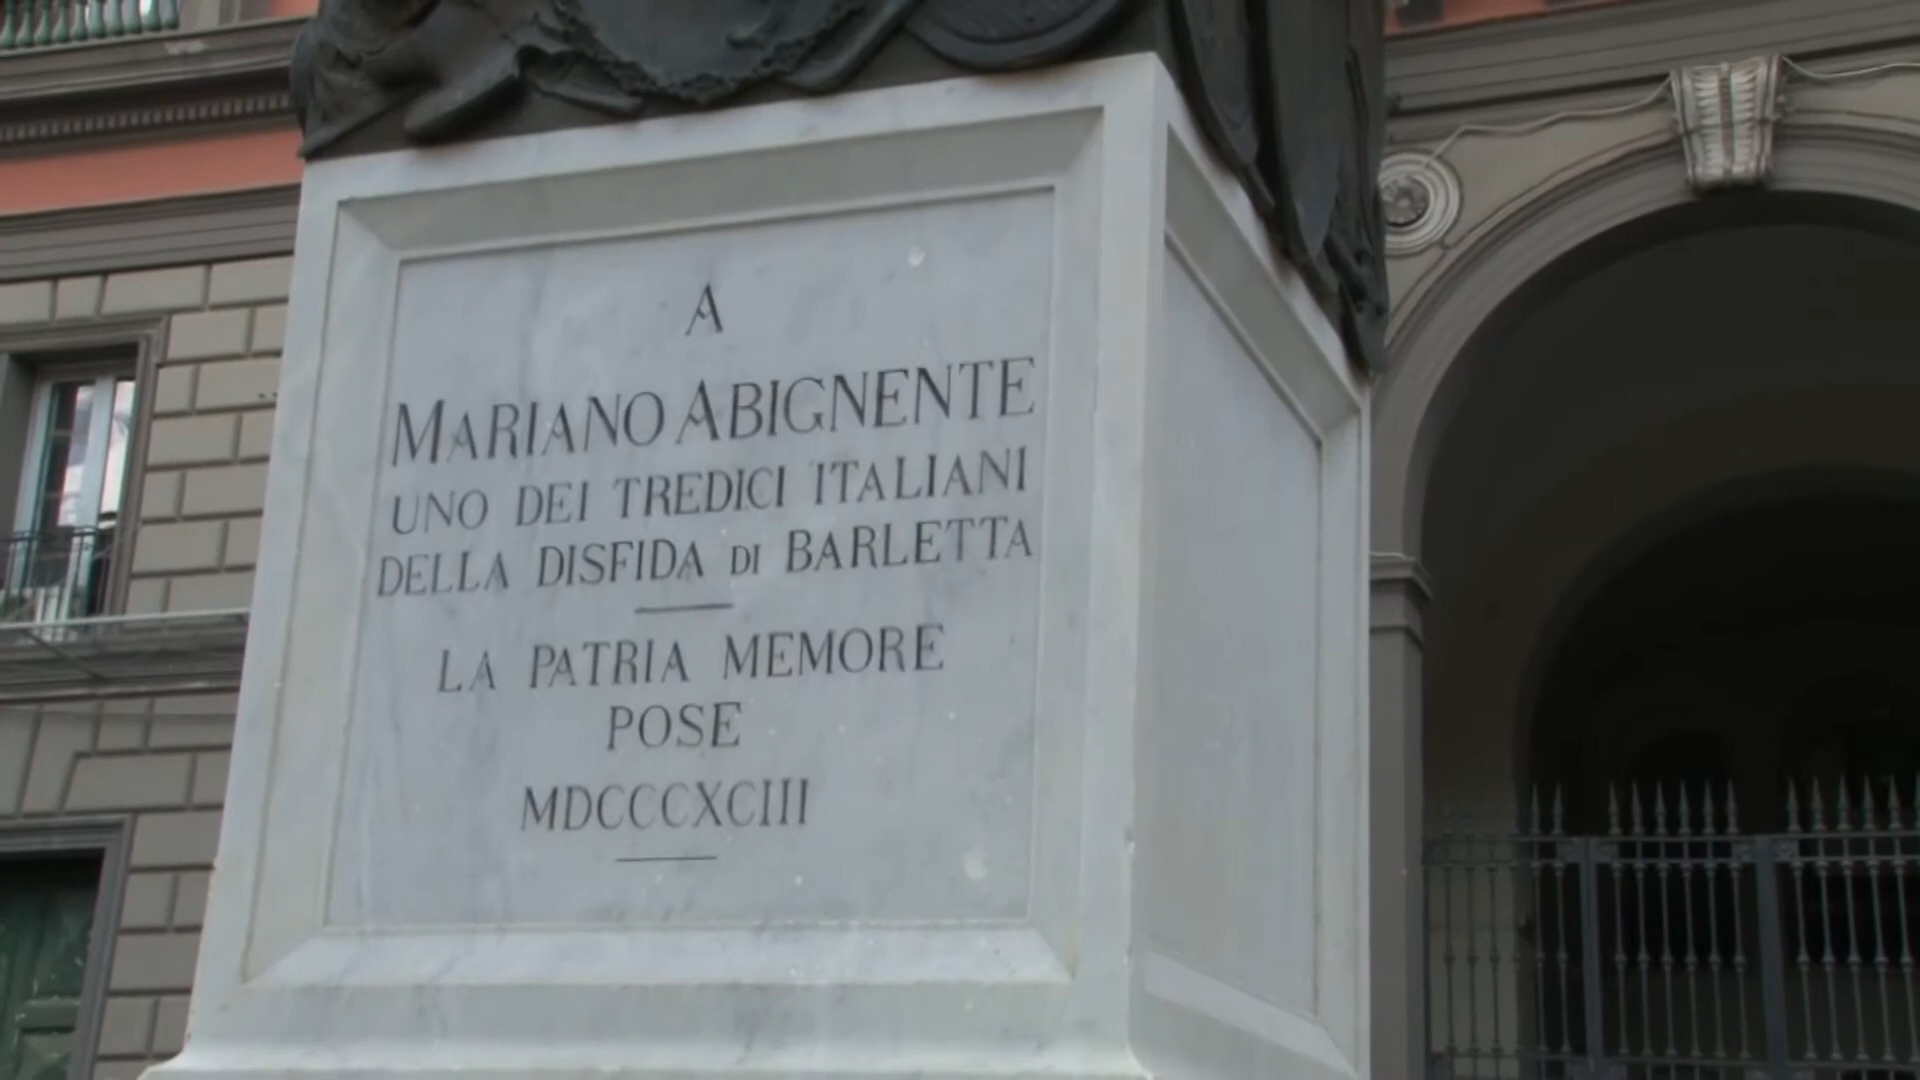 A
MARIANO ABIGNENTE
UNO DEI TREDICI ITALIANI
DELLA DISFIDA DI BARLETTA
LA PATRIA MEMORE
POSE
MDCCCXCIII